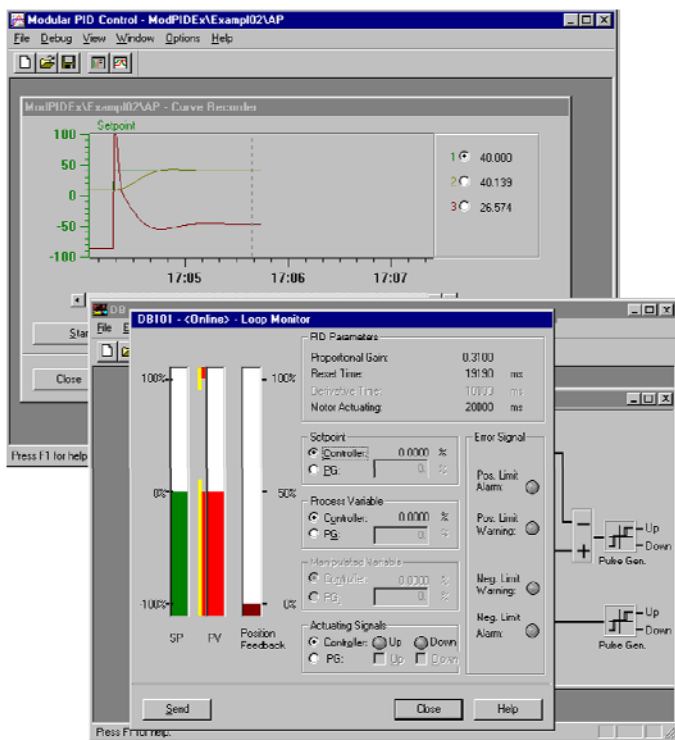 Modular PID Control - ModPIDEx\Exampl02\AP
File Debug View Window Options Help
ModPIDEx\Exampl02\AP - Curve Recorder
Setpoint
100
50
0
-50
-100
17:05 17:06 17:07
1 40.000
2 40.139
3 26.574
Close
Press F1 for help
DB101 - <Online> - Loop Monitor
File
100%
0%
-100%
100%
50%
0%
SP PV Position Feedback
PID Parameters
Proportional Gain: 0.3100
Reset Time: 19190 ms
Derivative Time: ms
Motor Actuating: 20000 ms
Setpoint
Controller: 0.0000 %
PG: 0. %
Process Variable
Controller: 0.0000 %
PG: 0. %
Manipulated Variable
Controller: 0.0000 %
PG: 0. %
Actuating Signals
Controller: Up Down
PG: Up Down
Error Signal
Pos. Limit
Alarm:
Pos. Limit
Warning:
Neg. Limit
Warning:
Neg. Limit
Alarm:
Send Close Help
Up
Down
Pulse Gen.
Up
Down
Pulse Gen.
Press F1 for help.